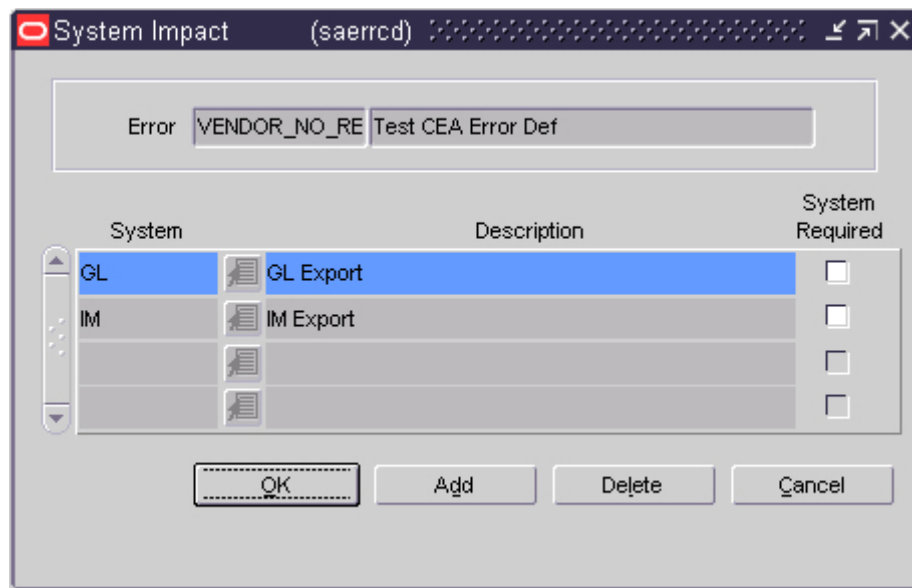 System Impact (saerrcd)
Error VENDOR_NO_RE Test CEA Error Def
System Description System Required
GL GL Export
IM IM Export
OK Add Delete Cancel